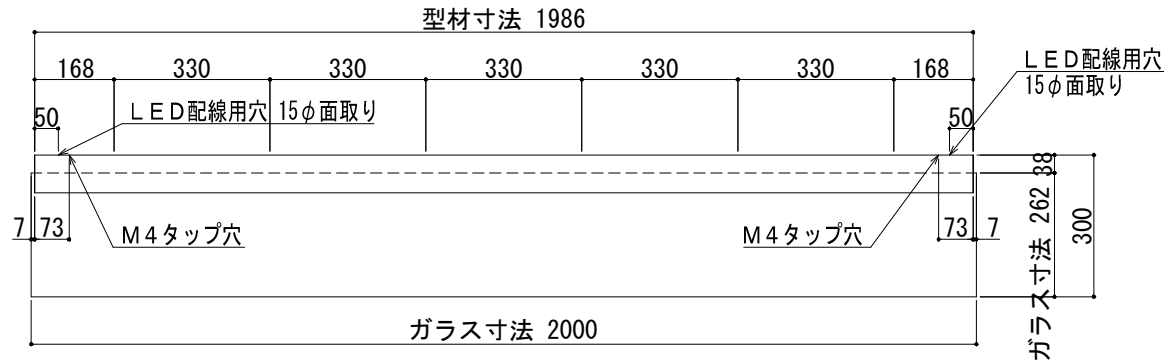 型材寸法 1986
168 330 330 330 330 330 168
LED配線用穴
15φ面取り
50 LED配線用穴 15φ面取り 50
38
ガラス寸法 262
300
7 73 M4タップ穴 M4タップ穴 73 7
ガラス寸法 2000